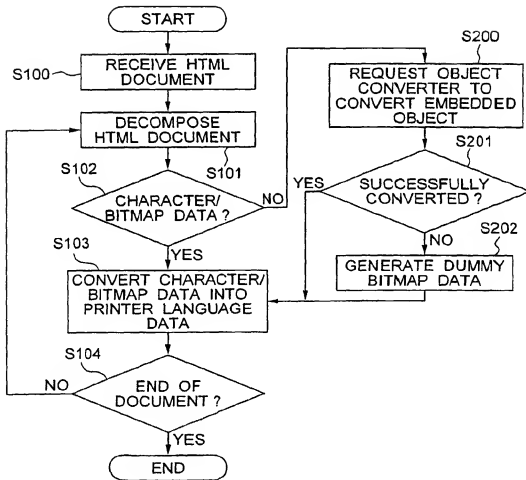 START
S100
RECEIVE HTML
DOCUMENT
DECOMPOSE
HTML DOCUMENT
S101
S102
CHARACTER/
BITMAP DATA ?
NO
YES
S103
CONVERT CHARACTER/
BITMAP DATA INTO
PRINTER LANGUAGE
DATA
S104
END OF
DOCUMENT ?
NO
YES
END
S200
REQUEST OBJECT
CONVERTER TO
CONVERT EMBEDDED
OBJECT
S201
SUCCESSFULLY
CONVERTED ?
YES
NO
S202
GENERATE DUMMY
BITMAP DATA